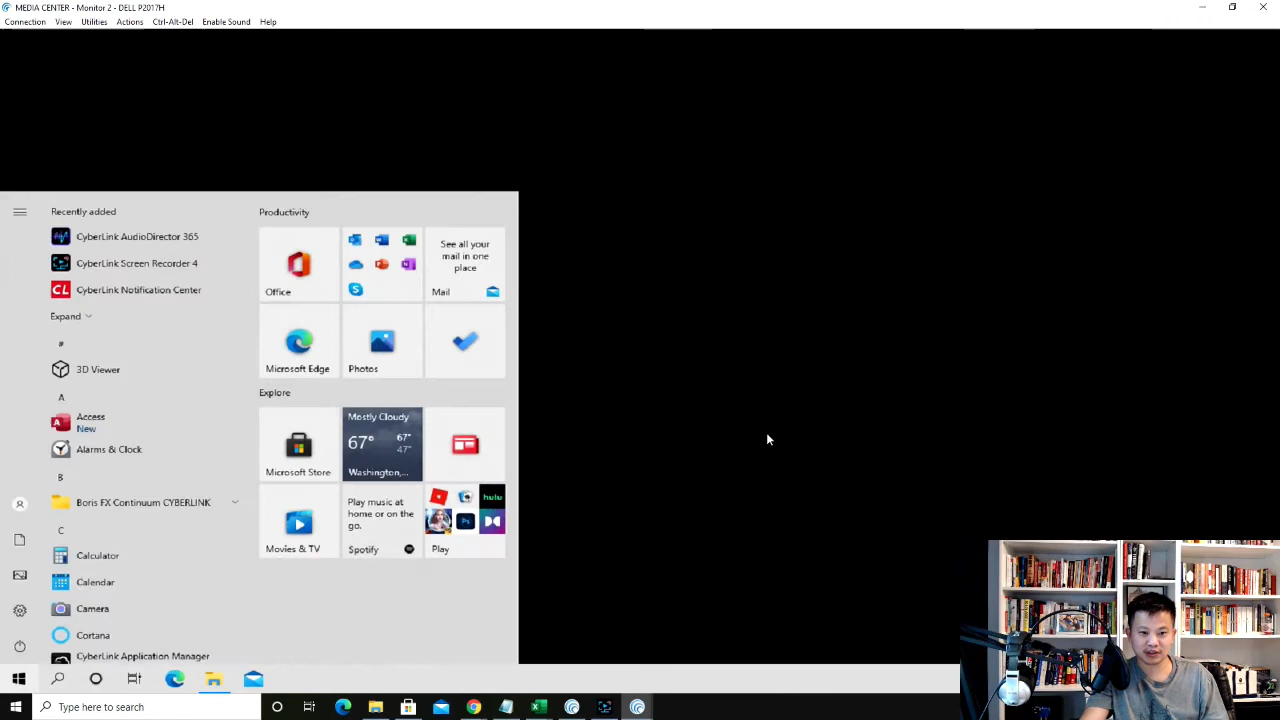 MEDIA CENTER - Monitor 2 - DELL P2017H
Connection View Utilities Actions Ctrl-Alt-Del Enable Sound Help
Recently added
CyberLink AudioDirector 365
CyberLink Screen Recorder 4
CL
CyberLink Notification Center
Expand
#
3D Viewer
A
Access
New
Alarms & Clock
B
Boris FX Continuum CYBERLINK
C
Calculator
Calendar
Camera
Cortana
CyberLink Application Manager
Productivity
Office
See all your
mail in one
place
Mail
Microsoft Edge
Photos
Explore
Microsoft Store
Mostly Cloudy
67° 67°
47°
Washington,...
Movies & TV
Play music at
home or on the
go.
Spotify
hulu
Ps
Play
Type here to search